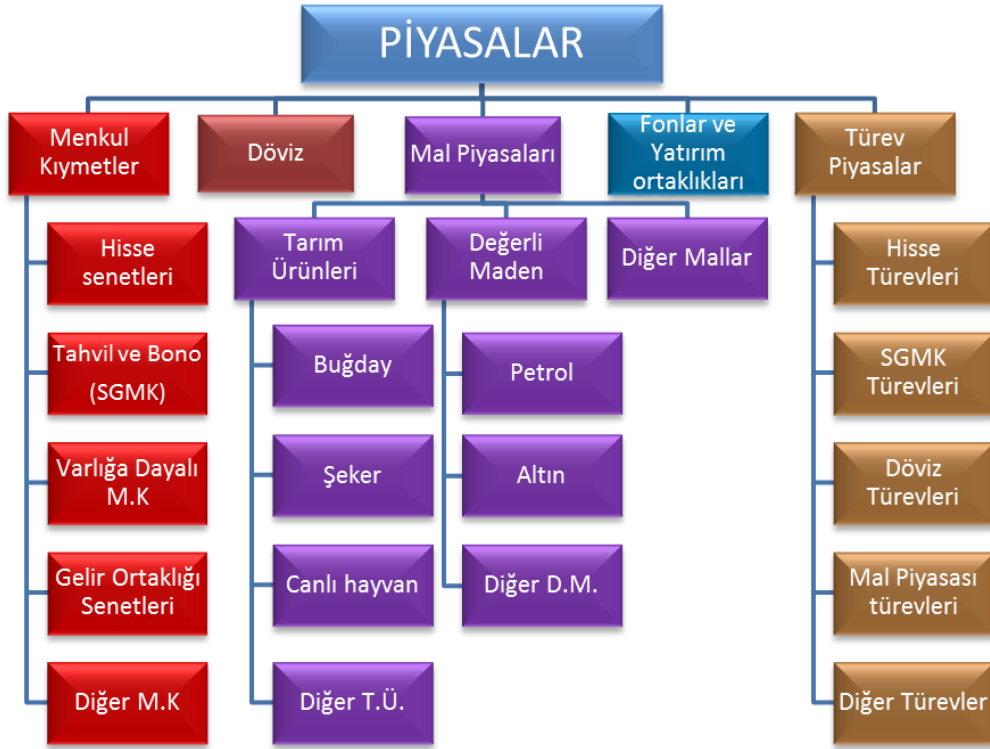 PİYASALAR
Menkul
Kıymetler
Döviz
Mal Piyasaları
Fonlar ve
Yatırım
ortaklıkları
Türev
Piyasalar
Hisse
senetleri
Tahvil ve Bono
(SGMK)
Varlığa Dayalı
M.K
Gelir Ortaklığı
Senetleri
Diğer M.K
Tarım
Ürünleri
Buğday
Şeker
Canlı hayvan
Diğer T.Ü.
Değerli
Maden
Petrol
Altın
Diğer D.M.
Diğer Mallar
Hisse
Türevleri
SGMK
Türevleri
Döviz
Türevleri
Mal Piyasası
türevleri
Diğer Türevler